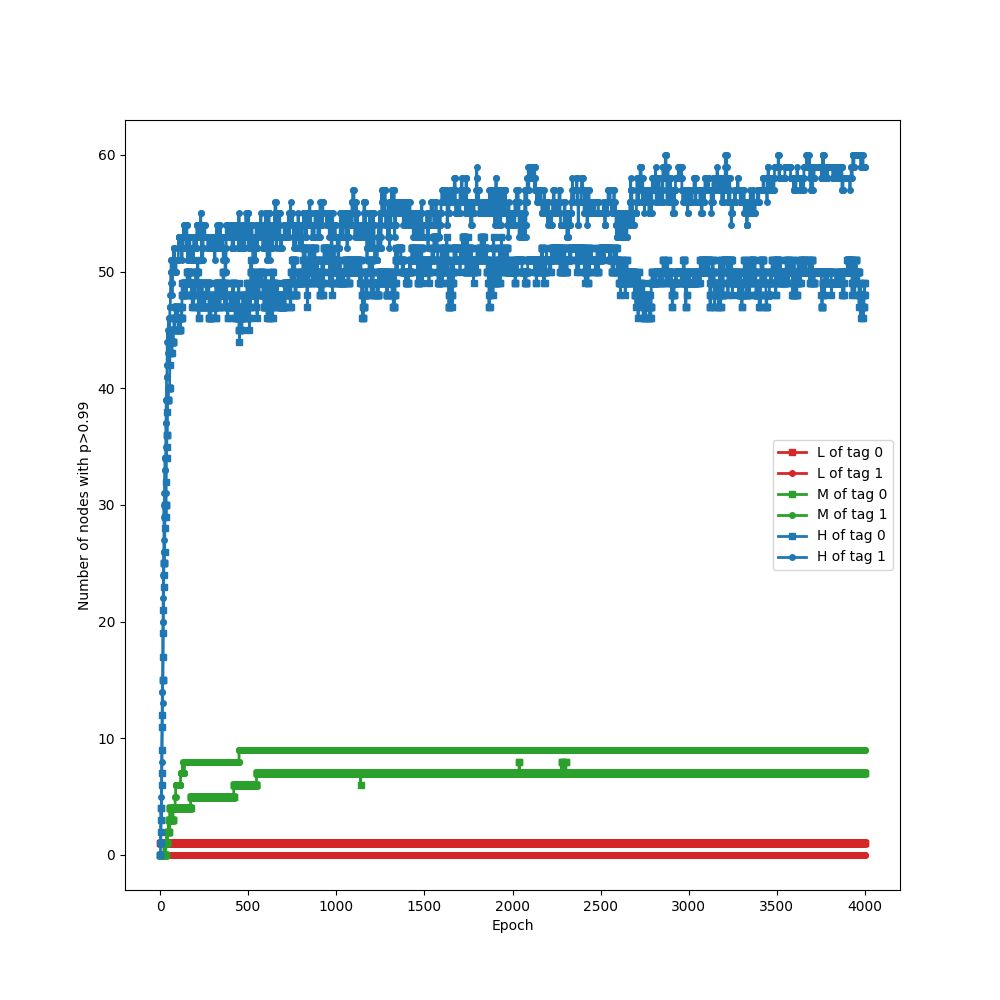 60
50
40
30
20
10
0
Number of nodes with p>0.99
L of tag 0
L of tag 1
M of tag 0
M of tag 1
H of tag 0
H of tag 1
0 500 1000 1500 2000 2500 3000 3500 4000
Epoch